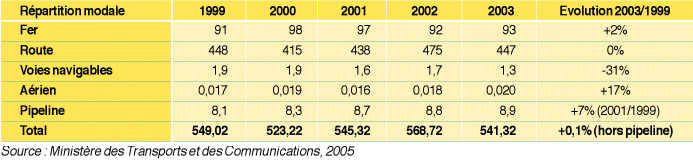 Répartition modale 1999 2000 2001 2002 2003 Evolution 2003/1999
Fer 91 98 97 92 93 +2%
Route 448 415 438 475 447 0%
Voies navigables 1,9 1,9 1,6 1,7 1,3 -31%
Aérien 0,017 0,019 0,016 0,018 0,020 +17%
Pipeline 8,1 8,3 8,7 8,8 8,9 +7% (2001/1999)
Total 549,02 523,22 545,32 568,72 541,32 +0,1% (hors pipeline)
Source : Ministère des Transports et des Communications, 2005